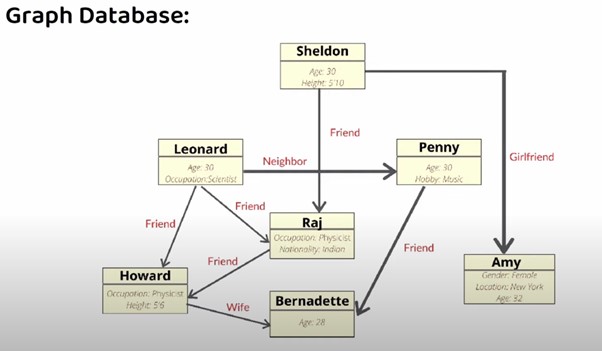 Graph Database:
Sheldon
Age: 30
Height: 5'10
Friend
Girlfriend
Leonard
Age: 30
Occupation:Scientist
Neighbor
Penny
Age: 30
Hobby: Music
Friend
Friend
Raj
Occupation: Physicist
Nationality: Indian
Friend
Friend
Amy
Gender: Female
Location: New York
Age: 32
Howard
Occupation: Physicist
Height: 5'6
Wife
Bernadette
Age: 28